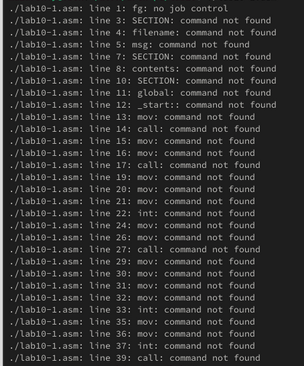 ./lab10-1.asm: line 1: fg: no job control
./lab10-1.asm: line 3: SECTION: command not found
./lab10-1.asm: line 4: filename: command not found
./lab10-1.asm: line 5: msg: command not found
./lab10-1.asm: line 7: SECTION: command not found
./lab10-1.asm: line 8: contents: command not found
./lab10-1.asm: line 10: SECTION: command not found
./lab10-1.asm: line 11: global: command not found
./lab10-1.asm: line 12: _start:: command not found
./lab10-1.asm: line 13: mov: command not found
./lab10-1.asm: line 14: call: command not found
./lab10-1.asm: line 15: mov: command not found
./lab10-1.asm: line 16: mov: command not found
./lab10-1.asm: line 17: call: command not found
./lab10-1.asm: line 19: mov: command not found
./lab10-1.asm: line 20: mov: command not found
./lab10-1.asm: line 21: mov: command not found
./lab10-1.asm: line 22: int: command not found
./lab10-1.asm: line 24: mov: command not found
./lab10-1.asm: line 26: mov: command not found
./lab10-1.asm: line 27: call: command not found
./lab10-1.asm: line 29: mov: command not found
./lab10-1.asm: line 30: mov: command not found
./lab10-1.asm: line 31: mov: command not found
./lab10-1.asm: line 32: mov: command not found
./lab10-1.asm: line 33: int: command not found
./lab10-1.asm: line 35: mov: command not found
./lab10-1.asm: line 36: mov: command not found
./lab10-1.asm: line 37: int: command not found
./lab10-1.asm: line 39: call: command not found